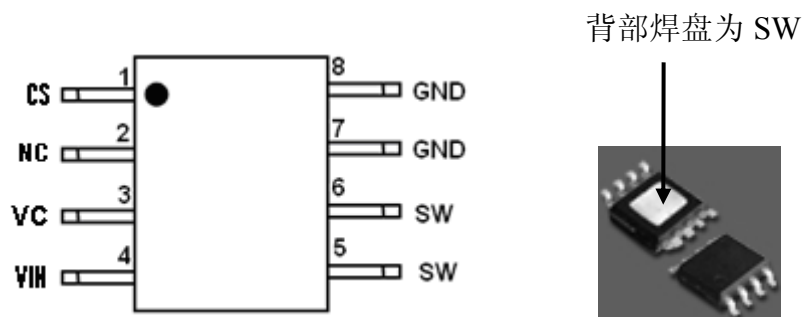 背部焊盘为 SW
CS 1 8 GND
NC 2 7 GND
VC 3 6 SW
VIN 4 5 SW